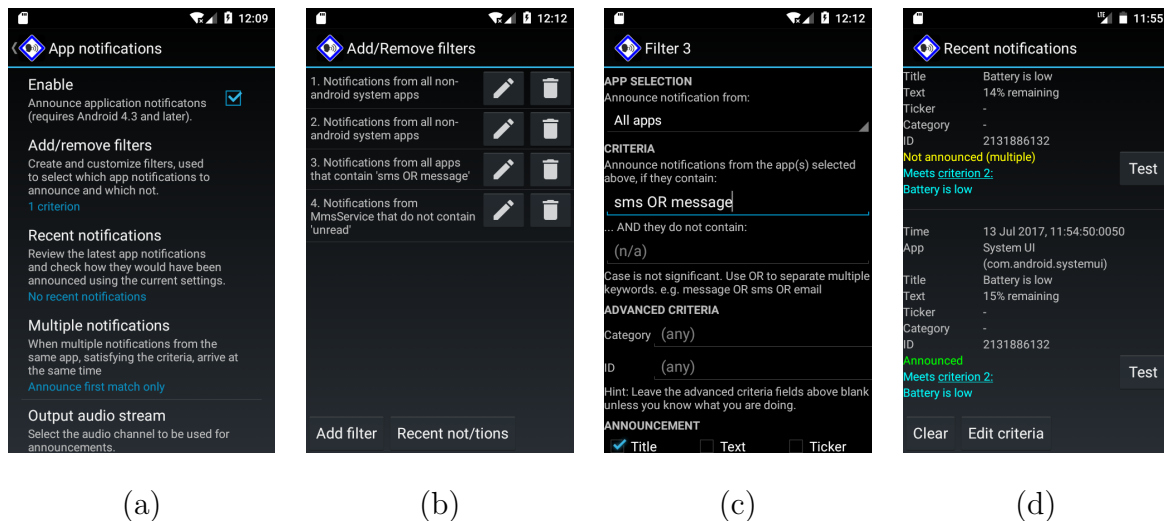 12:09
App notifications
Enable
Announce application notificatons
(requires Android 4.3 and later).
Add/remove filters
Create and customize filters, used
to select which app notifications to
announce and which not.
1 criterion
Recent notifications
Review the latest app notifications
and check how they would have been
announced using the current settings.
No recent notifications
Multiple notifications
When multiple notifications from the
same app, satisfying the criteria, arrive at
the same time
Announce first match only
Output audio stream
Select the audio channel to be used for
announcements.
(a)
12:12
Add/Remove filters
1. Notifications from all non-
android system apps
2. Notifications from all non-
android system apps
3. Notifications from all apps
that contain 'sms OR message'
4. Notifications from
MmsService that do not contain
'unread'
Add filter Recent not/tions
(b)
12:12
Filter 3
APP SELECTION
Announce notification from:
All apps
CRITERIA
Announce notifications from the app(s) selected
above, if they contain:
sms OR message
... AND they do not contain:
(n/a)
Case is not significant. Use OR to separate multiple
keywords. e.g. message OR sms OR email
ADVANCED CRITERIA
Category (any)
ID (any)
Hint: Leave the advanced criteria fields above blank
unless you know what you are doing.
ANNOUNCEMENT
Title Text Ticker
(c)
LTE 11:55
Recent notifications
Title Battery is low
Text 14% remaining
Ticker -
Category -
ID 2131886132
Not announced (multiple)
Meets criterion 2:
Battery is low
Test
Time 13 Jul 2017, 11:54:50:0050
App System UI
(com.android.systemui)
Title Battery is low
Text 15% remaining
Ticker -
Category -
ID 2131886132
Announced
Meets criterion 2:
Battery is low
Test
Clear Edit criteria
(d)